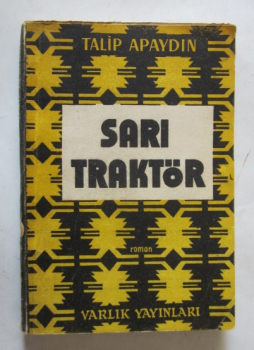 TALİP APAYDIN
SARI
TRAKTÖR
roman
VARLIK YAYINLARI